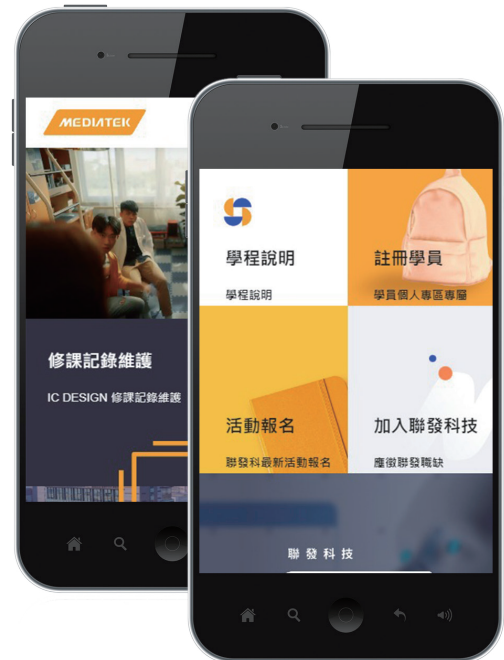 MEDIATEK
修課記錄維護
IC DESIGN 修課記錄維護
學程說明
學程說明
註冊學員
學員個人專區專屬
活動報名
聯發科最新活動報名
加入聯發科技
應徵聯發職缺
聯發科技